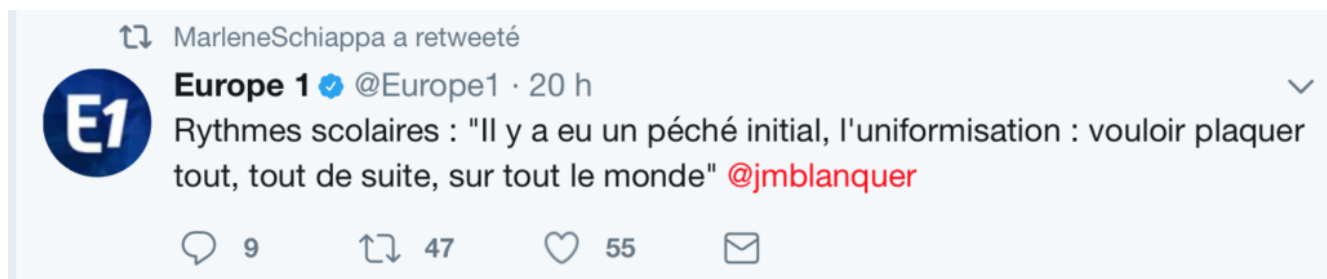 MarleneSchiappa a retweeté
Europe 1 @Europe1 · 20 h
E1
Rythmes scolaires : "Il y a eu un péché initial, l'uniformisation : vouloir plaquer
tout, tout de suite, sur tout le monde" @jmblanquer
9 47 55